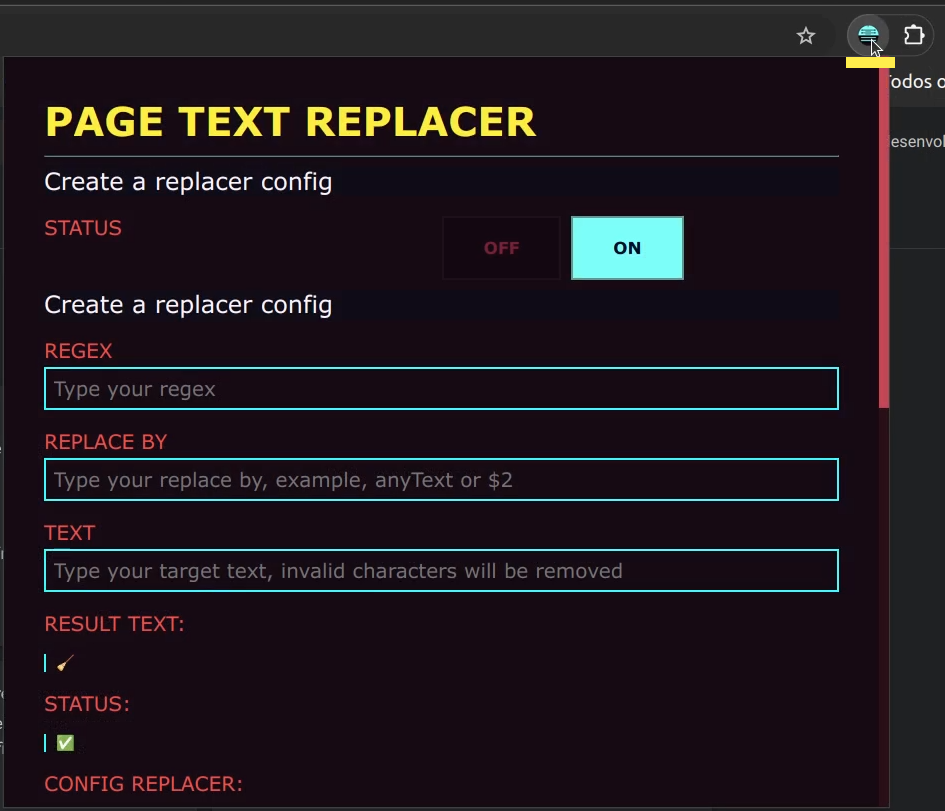 Todos o
PAGE TEXT REPLACER
esenvol
Create a replacer config
STATUS
OFF
ON
Create a replacer config
REGEX
Type your regex
REPLACE BY
Type your replace by, example, anyText or $2
TEXT
Type your target text, invalid characters will be removed
RESULT TEXT:
STATUS:
CONFIG REPLACER: